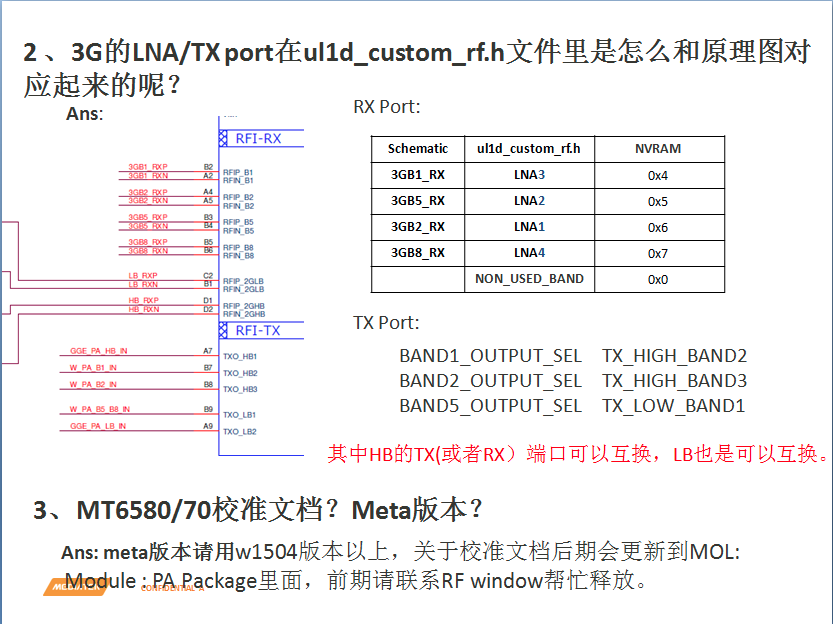 2 、3G的LNA/TX port在ul1d_custom_rf.h文件里是怎么和原理图对
应起来的呢？
Ans:
RX Port:
RFI-RX
3GB1_RXP B2 RFIP_B1
3GB1_RXN A2 RFIN_B1
3GB2_RXP A4 RFIP_B2
3GB2_RXN A5 RFIN_B2
3GB5_RXP B3 RFIP_B5
3GB5_RXN B4 RFIN_B5
3GB8_RXP B5 RFIP_B8
3GB8_RXN B6 RFIN_B8
LB_RXP C2 RFIP_2GLB
LB_RXN B1 RFIN_2GLB
HB_RXP D1 RFIP_2GHB
HB_RXN D2 RFIN_2GHB
RFI-TX
GGE_PA_HB_IN A7 TXO_HB1
W_PA_B1_IN B7 TXO_HB2
W_PA_B2_IN B8 TXO_HB3
W_PA_B5_B8_IN B9 TXO_LB1
GGE_PA_LB_IN A9 TXO_LB2
Schematic ul1d_custom_rf.h NVRAM
3GB1_RX LNA3 0x4
3GB5_RX LNA2 0x5
3GB2_RX LNA1 0x6
3GB8_RX LNA4 0x7
NON_USED_BAND 0x0
TX Port:
BAND1_OUTPUT_SEL TX_HIGH_BAND2
BAND2_OUTPUT_SEL TX_HIGH_BAND3
BAND5_OUTPUT_SEL TX_LOW_BAND1
其中HB的TX(或者RX）端口可以互换，LB也是可以互换。
3、 MT6580/70校准文档？Meta版本？
Ans: meta版本请用w1504版本以上，关于校准文档后期会更新到MOL:
Module : PA Package里面，前期请联系RF window帮忙释放。
MEDIATEK
CONFIDENTIAL A